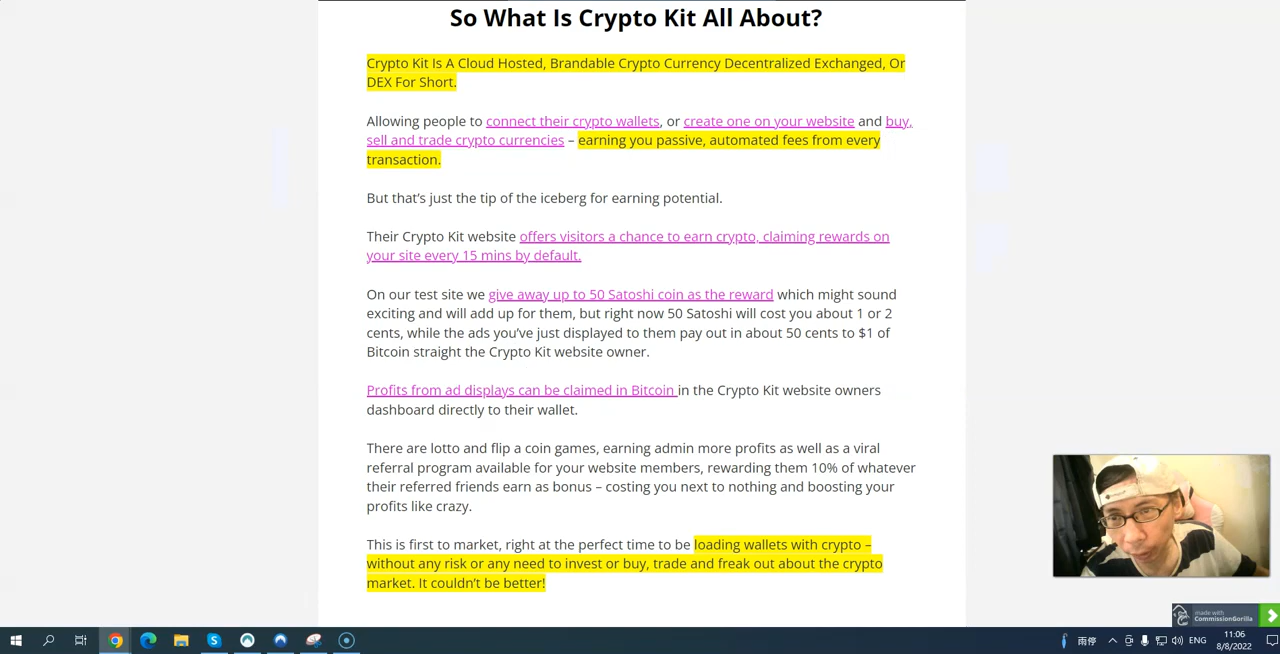 So What Is Crypto Kit All About?
Crypto Kit Is A Cloud Hosted, Brandable Crypto Currency Decentralized Exchanged, Or
DEX For Short.
Allowing people to connect their crypto wallets, or create one on your website and buy,
sell and trade crypto currencies – earning you passive, automated fees from every
transaction.
But that’s just the tip of the iceberg for earning potential.
Their Crypto Kit website offers visitors a chance to earn crypto, claiming rewards on
your site every 15 mins by default.
On our test site we give away up to 50 Satoshi coin as the reward which might sound
exciting and will add up for them, but right now 50 Satoshi will cost you about 1 or 2
cents, while the ads you’ve just displayed to them pay out in about 50 cents to $1 of
Bitcoin straight the Crypto Kit website owner.
Profits from ad displays can be claimed in Bitcoin in the Crypto Kit website owners
dashboard directly to their wallet.
There are lotto and flip a coin games, earning admin more profits as well as a viral
referral program available for your website members, rewarding them 10% of whatever
their referred friends earn as bonus – costing you next to nothing and boosting your
profits like crazy.
This is first to market, right at the perfect time to be loading wallets with crypto –
without any risk or any need to invest or buy, trade and freak out about the crypto
market. It couldn’t be better!
made with
CommissionGorilla
雨停
ENG
11:06
8/8/2022